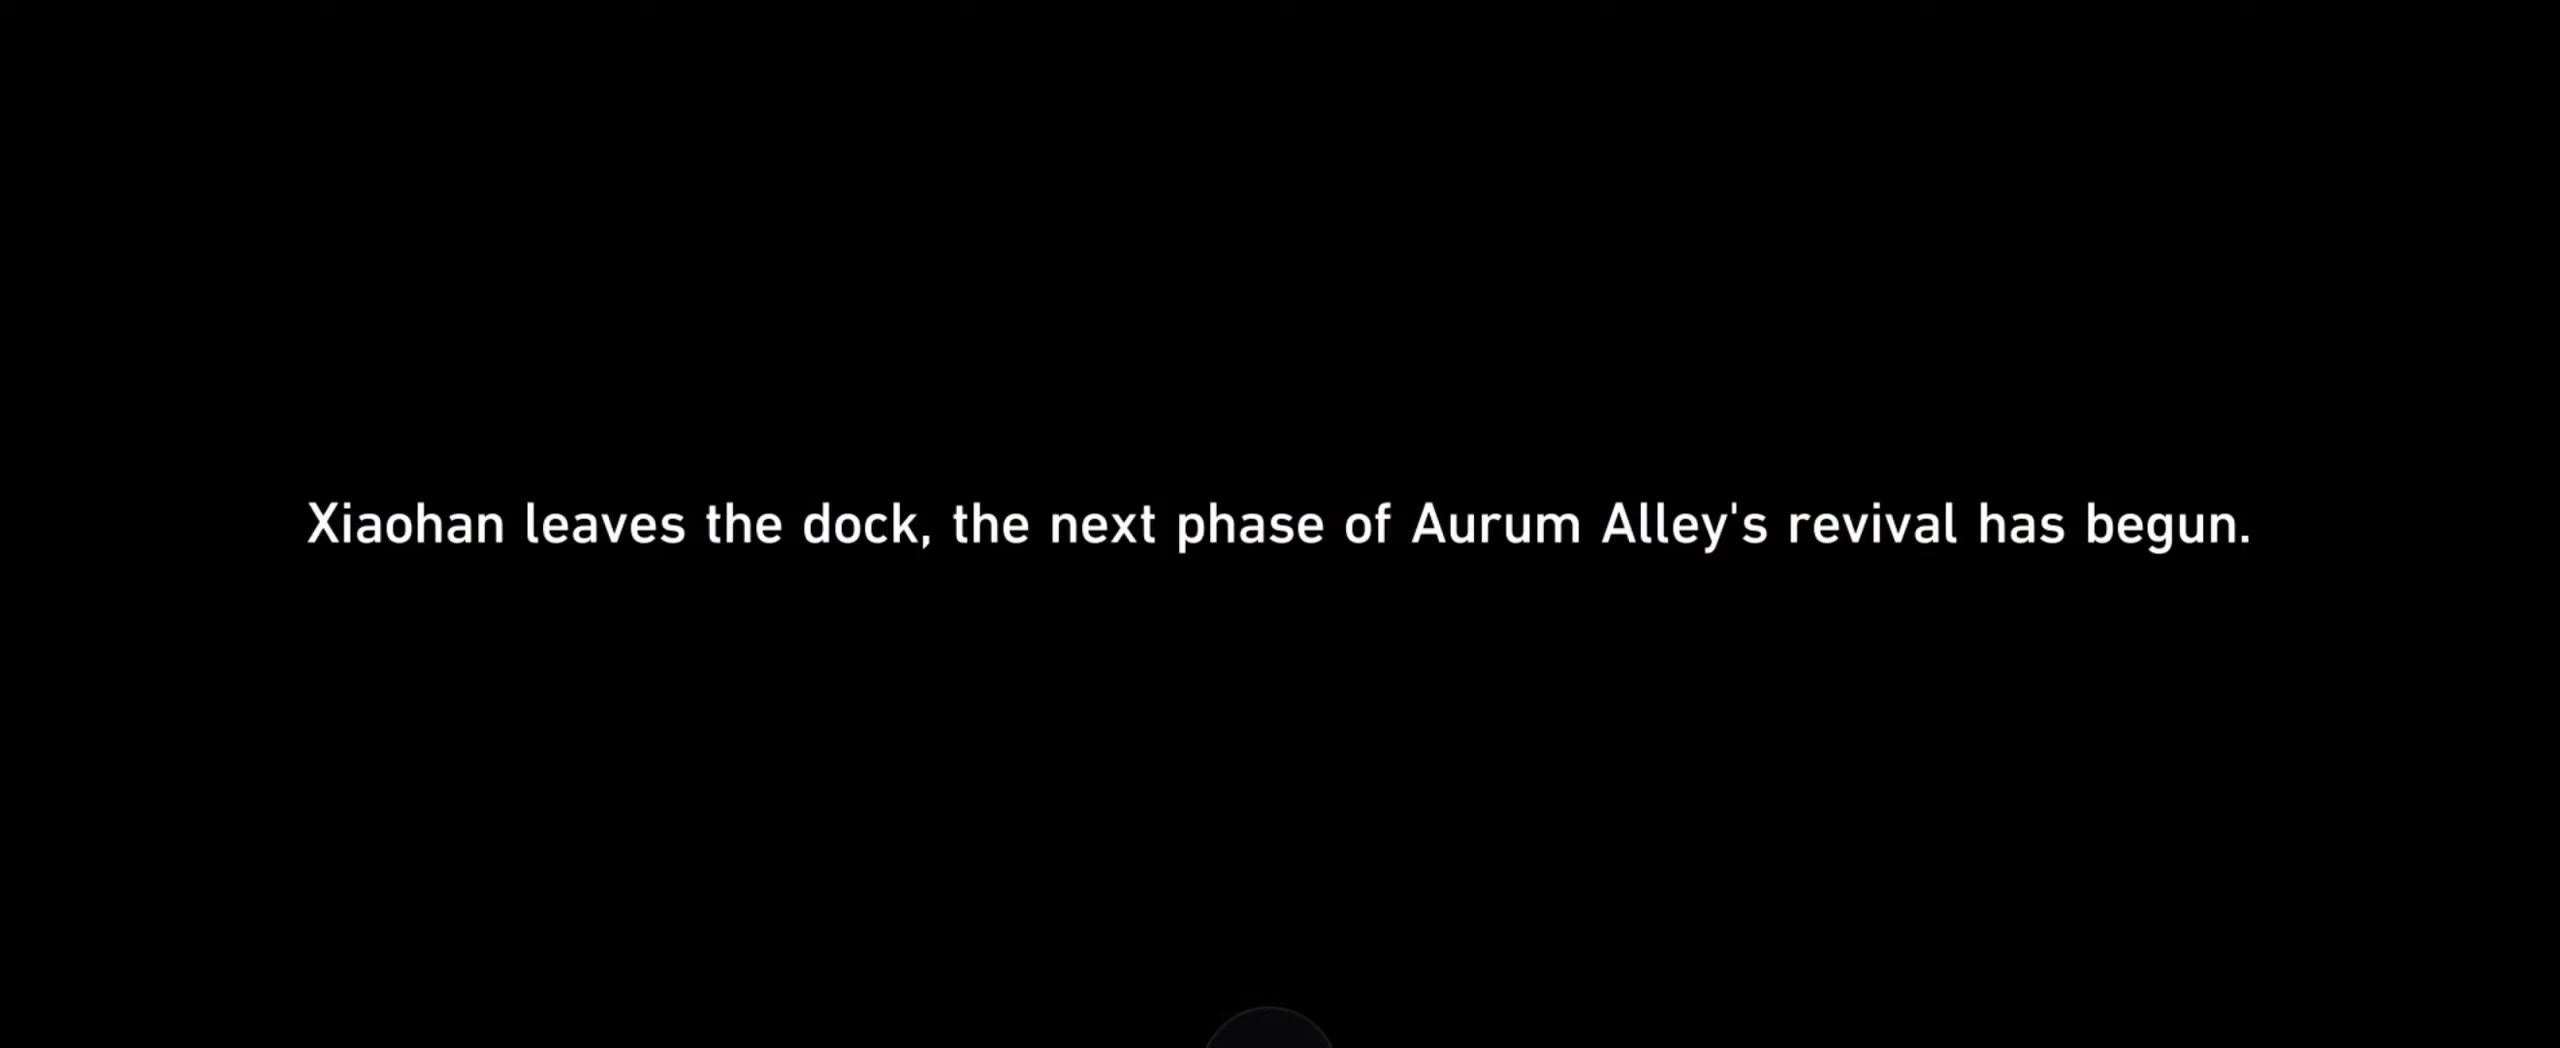 Xiaohan leaves the dock, the next phase of Aurum Alley's revival has begun.